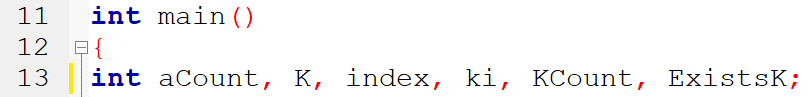 11 int main()
12 {
13 int aCount, K, index, ki, KCount, ExistsK;